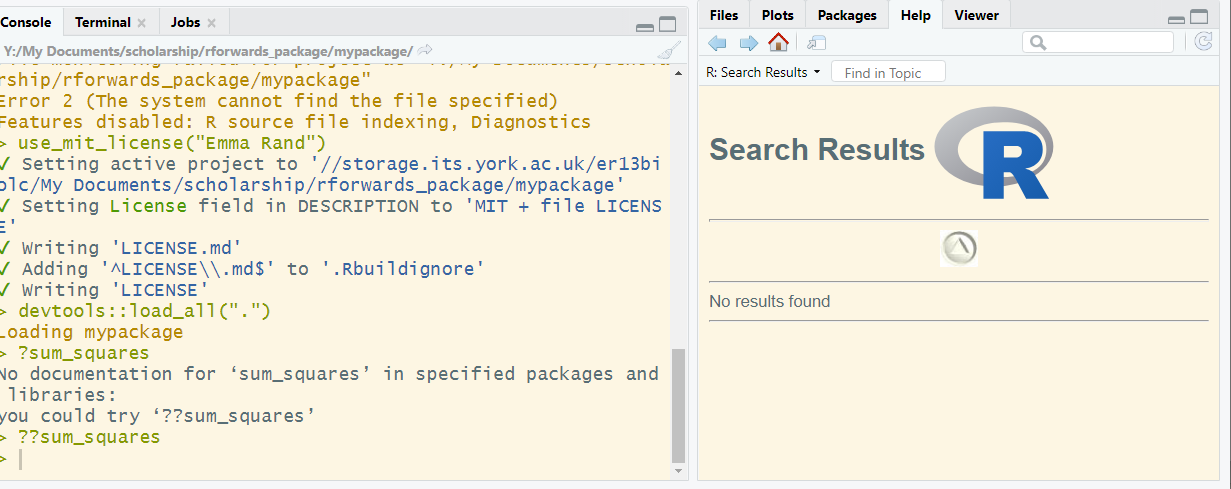 Console Terminal Jobs
Y:/My Documents/scholarship/rforwards_package/mypackage/
rship/rforwards_package/mypackage"
Error 2 (The system cannot find the file specified)
Features disabled: R source file indexing, Diagnostics
> use_mit_license("Emma Rand")
✓ Setting active project to '//storage.its.york.ac.uk/er13bi
olc/My Documents/scholarship/rforwards_package/mypackage'
✓ Setting License field in DESCRIPTION to 'MIT + file LICENS
E'
✓ Writing 'LICENSE.md'
✓ Adding '^LICENSE\\.md$' to '.Rbuildignore'
✓ Writing 'LICENSE'
> devtools::load_all(".")
Loading mypackage
> ?sum_squares
No documentation for ‘sum_squares’ in specified packages and
libraries:
you could try ‘??sum_squares’
> ??sum_squares
>
Files Plots Packages Help Viewer
R: Search Results Find in Topic
Search Results R
No results found